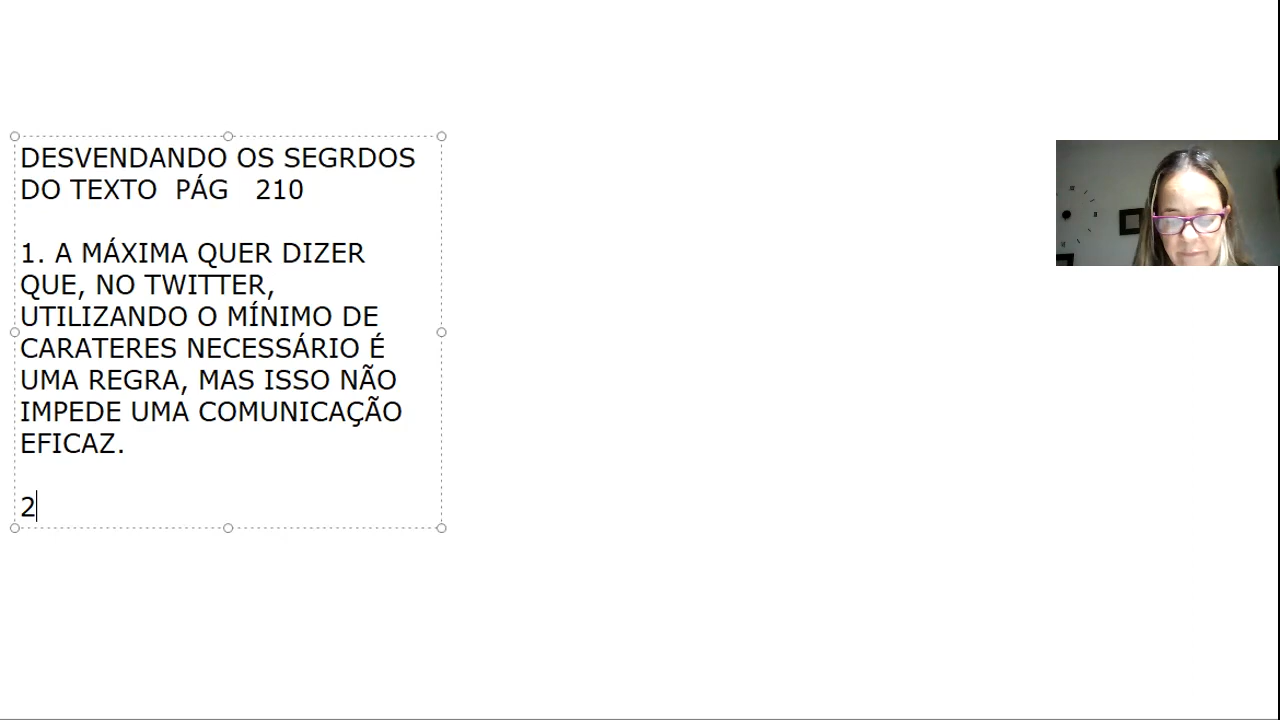 DESVENDANDO OS SEGRDOS
DO TEXTO PÁG 210
1. A MÁXIMA QUER DIZER
QUE, NO TWITTER,
UTILIZANDO O MÍNIMO DE
CARATERES NECESSÁRIO É
UMA REGRA, MAS ISSO NÃO
IMPEDE UMA COMUNICAÇÃO
EFICAZ.
2